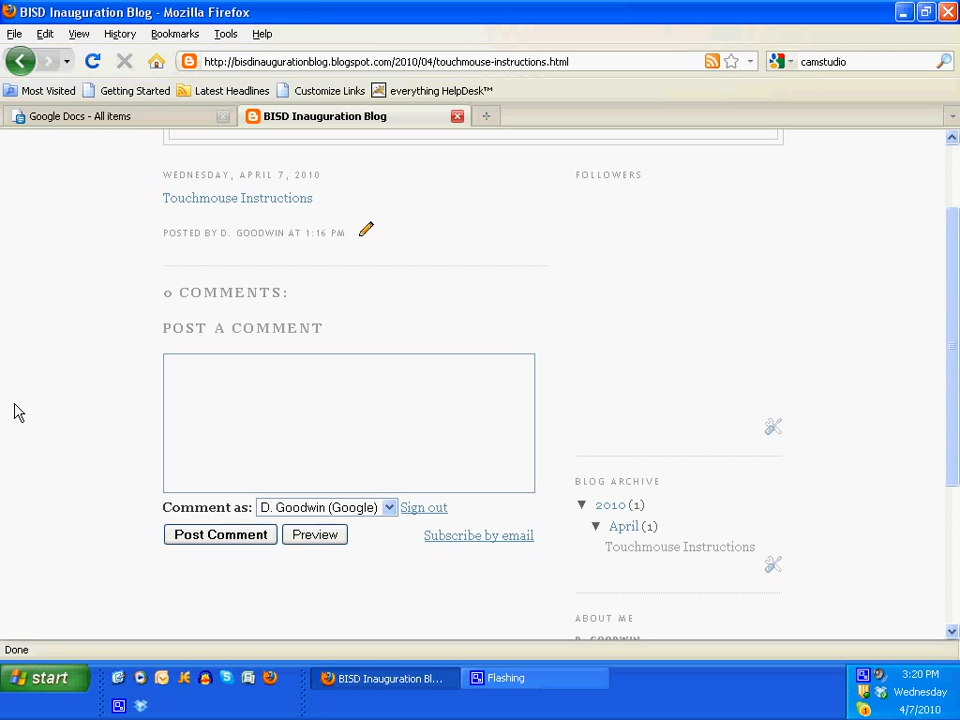 BISD Inauguration Blog - Mozilla Firefox
File Edit View History Bookmarks Tools Help
http://bisdinaugurationblog.blogspot.com/2010/04/touchmouse-instructions.html
camstudio
Most Visited Getting Started Latest Headlines Customize Links everything HelpDesk™
Google Docs - All items
BISD Inauguration Blog
WEDNESDAY, APRIL 7, 2010
FOLLOWERS
Touchmouse Instructions
POSTED BY D. GOODWIN AT 1:16 PM
0 COMMENTS:
POST A COMMENT
Comment as: D. Goodwin (Google) Sign out
Post Comment Preview Subscribe by email
BLOG ARCHIVE
▼ 2010 (1)
▼ April (1)
Touchmouse Instructions
ABOUT ME
D. GOODWIN
Done
start
BISD Inauguration Bl...
Flashing
3:20 PM
Wednesday
4/7/2010